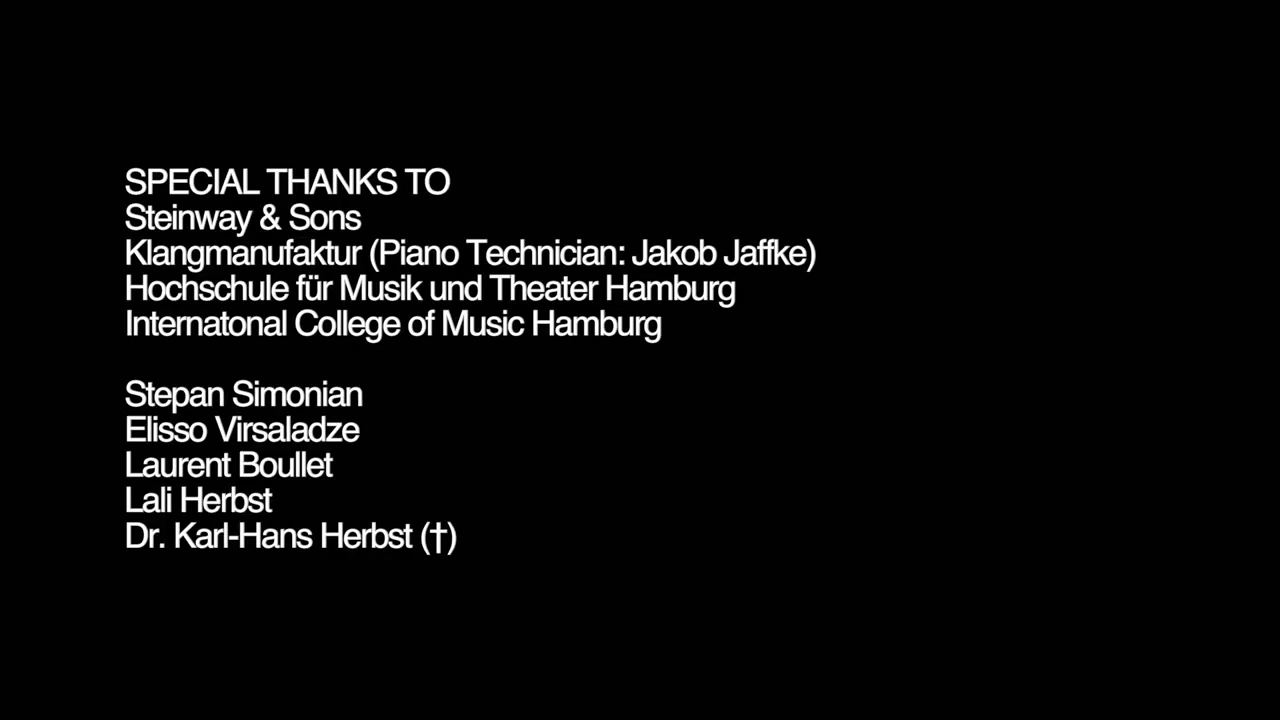 SPECIAL THANKS TO
Steinway & Sons
Klangmanufaktur (Piano Technician: Jakob Jaffke)
Hochschule für Musik und Theater Hamburg
Internatonal College of Music Hamburg
Stepan Simonian
Elisso Virsaladze
Laurent Boullet
Lali Herbst
Dr. Karl-Hans Herbst (†)